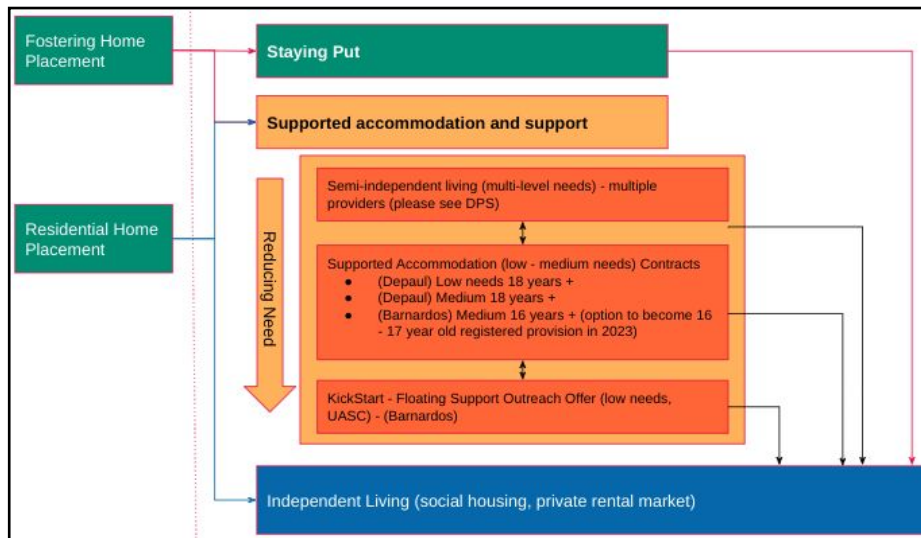 Fostering Home
Placement
Staying Put
Supported accommodation and support
Semi-independent living (multi-level needs) - multiple
providers (please see DPS)
Residential Home
Placement
Reducing Need
Supported Accommodation (low - medium needs) Contracts
● (Depaul) Low needs 18 years +
● (Depaul) Medium 18 years +
● (Barnardos) Medium 16 years + (option to become 16
- 17 year old registered provision in 2023)
KickStart - Floating Support Outreach Offer (low needs,
UASC) - (Barnardos)
Independent Living (social housing, private rental market)